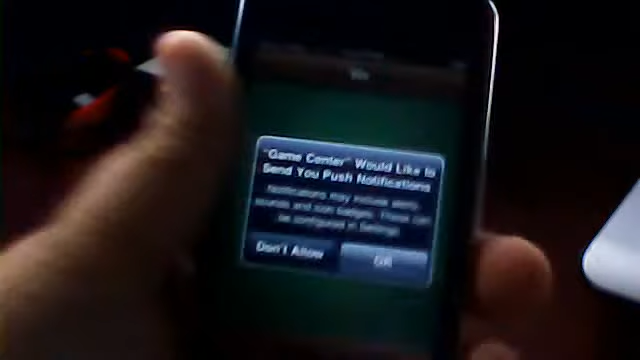 "Game Center" Would Like to
Send You Push Notifications
Notifications may include alerts,
sounds and icon badges. These can
be configured in Settings.
Don't Allow
OK